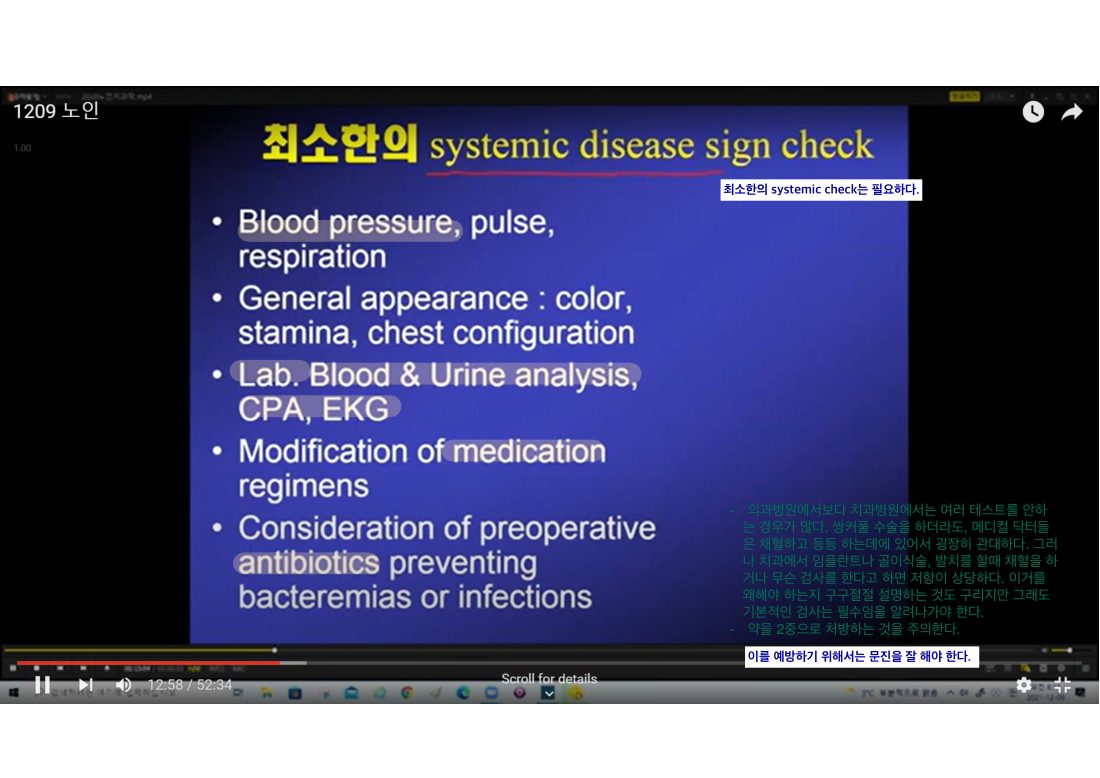 1209 노인
1.00
최소한의 systemic disease sign check
최소한의 systemic check는 필요하다.
• Blood pressure, pulse,
respiration
• General appearance : color,
stamina, chest configuration
• Lab. Blood & Urine analysis,
CPA, EKG
• Modification of medication
regimens
• Consideration of preoperative
antibiotics preventing
bacteremias or infections
- 의과병원에서보다 치과병원에서는 여러 테스트를 안하
는 경우가 많다. 쌍커풀 수술을 하더라도, 메디컬 닥터들
은 채혈하고 등등 하는데에 있어서 굉장히 관대하다. 그러
나 치과에서 임플란트나 골이식술, 발치를 할때 채혈을 하
거나 무슨 검사를 한다고 하면 저항이 상당하다. 이거를
왜해야 하는지 구구절절 설명하는 것도 구리지만 그래도
기본적인 검사는 필수임을 알려나가야 한다.
- 약을 2중으로 처방하는 것을 주의한다.
이를 예방하기 위해서는 문진을 잘 해야 한다.
12:58 / 52:34
Scroll for details